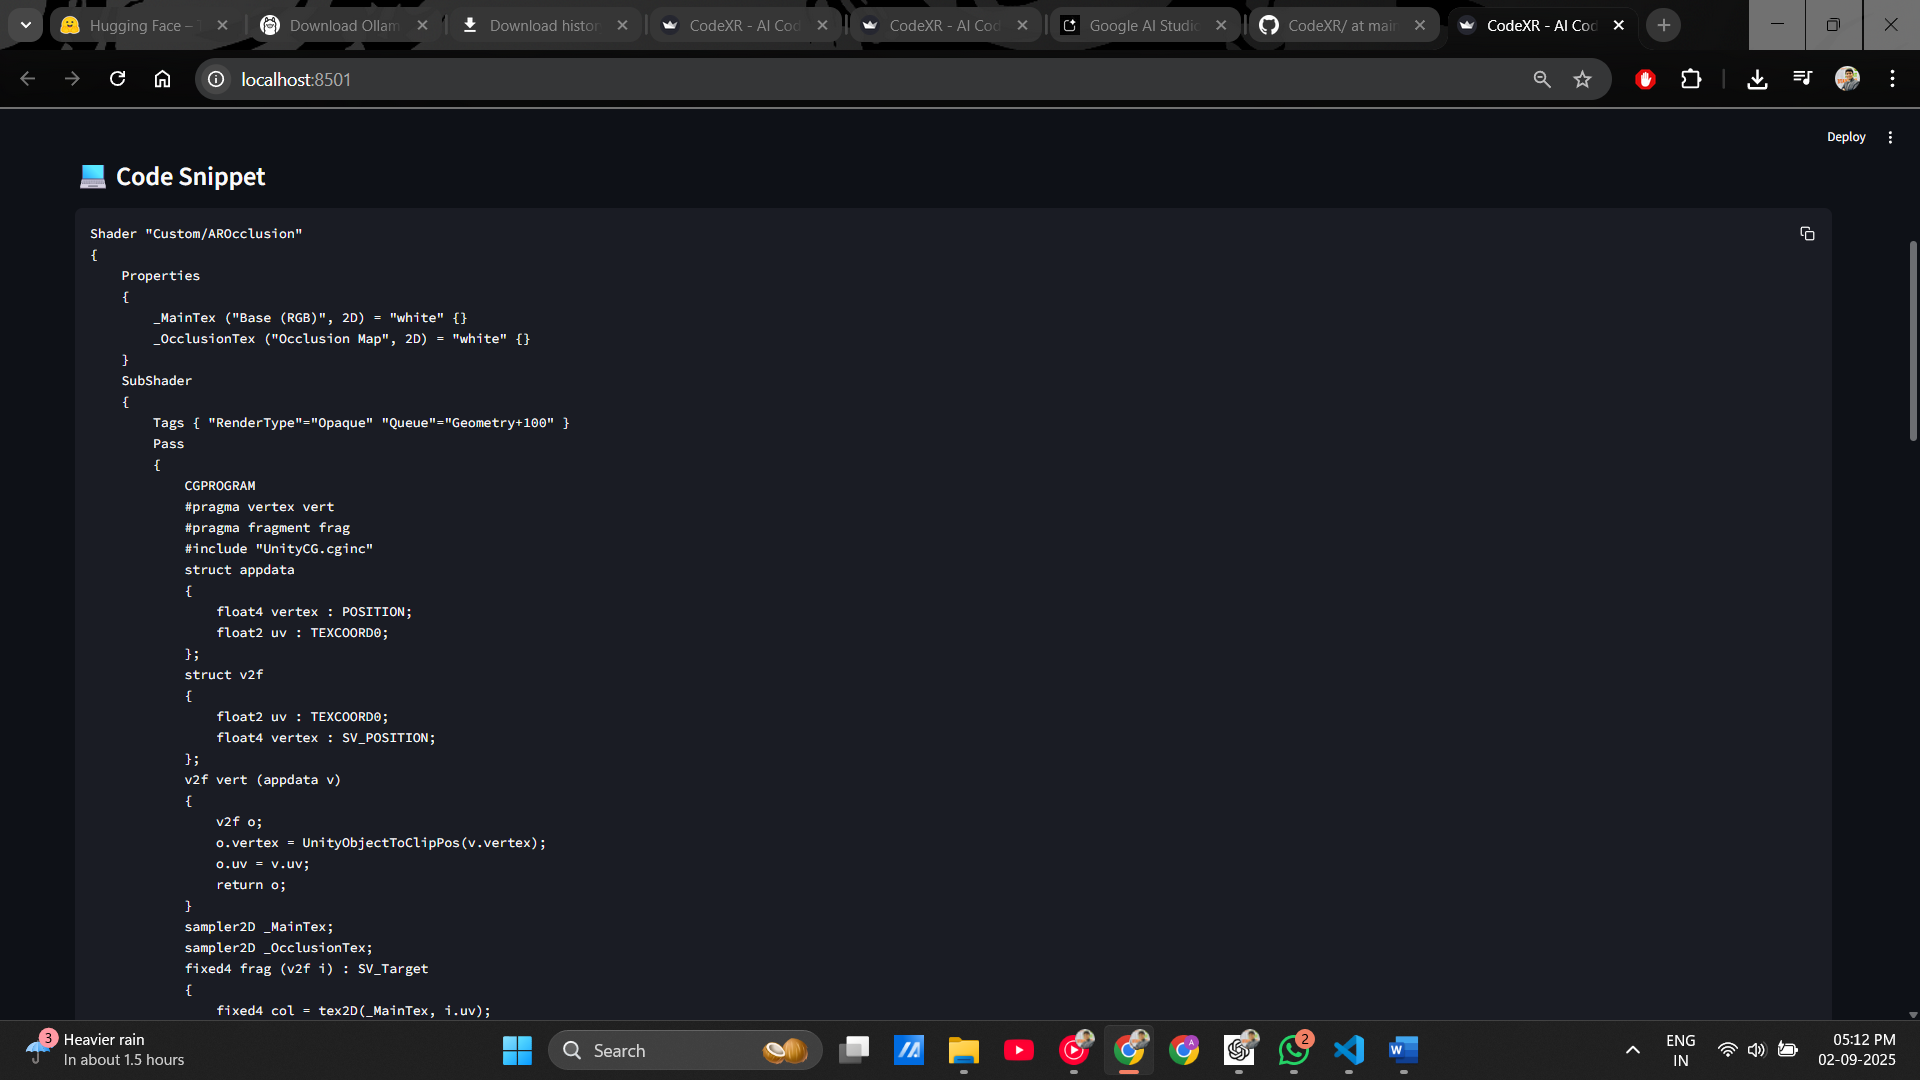 Hugging Face –
Download Ollam
Download histor
CodeXR - AI Cod
CodeXR - AI Cod
Google AI Studio
CodeXR/ at main
CodeXR - AI Cod
localhost:8501
Deploy
Code Snippet
Shader "Custom/AROcclusion"
{
Properties
{
_MainTex ("Base (RGB)", 2D) = "white" {}
_OcclusionTex ("Occlusion Map", 2D) = "white" {}
}
SubShader
{
Tags { "RenderType"="Opaque" "Queue"="Geometry+100" }
Pass
{
CGPROGRAM
#pragma vertex vert
#pragma fragment frag
#include "UnityCG.cginc"
struct appdata
{
float4 vertex : POSITION;
float2 uv : TEXCOORD0;
};
struct v2f
{
float2 uv : TEXCOORD0;
float4 vertex : SV_POSITION;
};
v2f vert (appdata v)
{
v2f o;
o.vertex = UnityObjectToClipPos(v.vertex);
o.uv = v.uv;
return o;
}
sampler2D _MainTex;
sampler2D _OcclusionTex;
fixed4 frag (v2f i) : SV_Target
{
fixed4 col = tex2D(_MainTex, i.uv);
3
Heavier rain
In about 1.5 hours
Search
2
ENG
IN
05:12 PM
02-09-2025